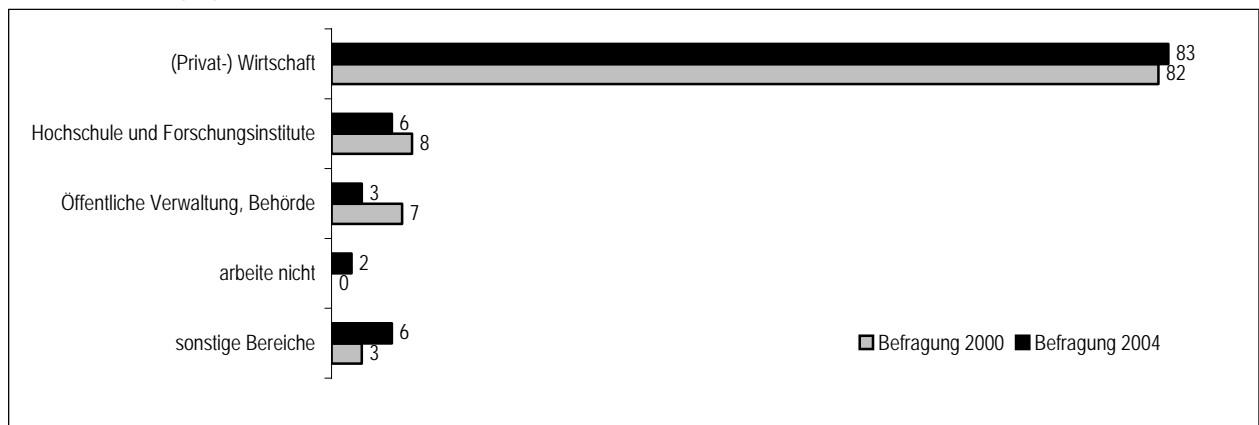 (Privat-) Wirtschaft
83
82
Hochschule und Forschungsinstitute
6
8
Öffentliche Verwaltung, Behörde
3
7
arbeite nicht
2
0
sonstige Bereiche
6
3
Befragung 2000 Befragung 2004